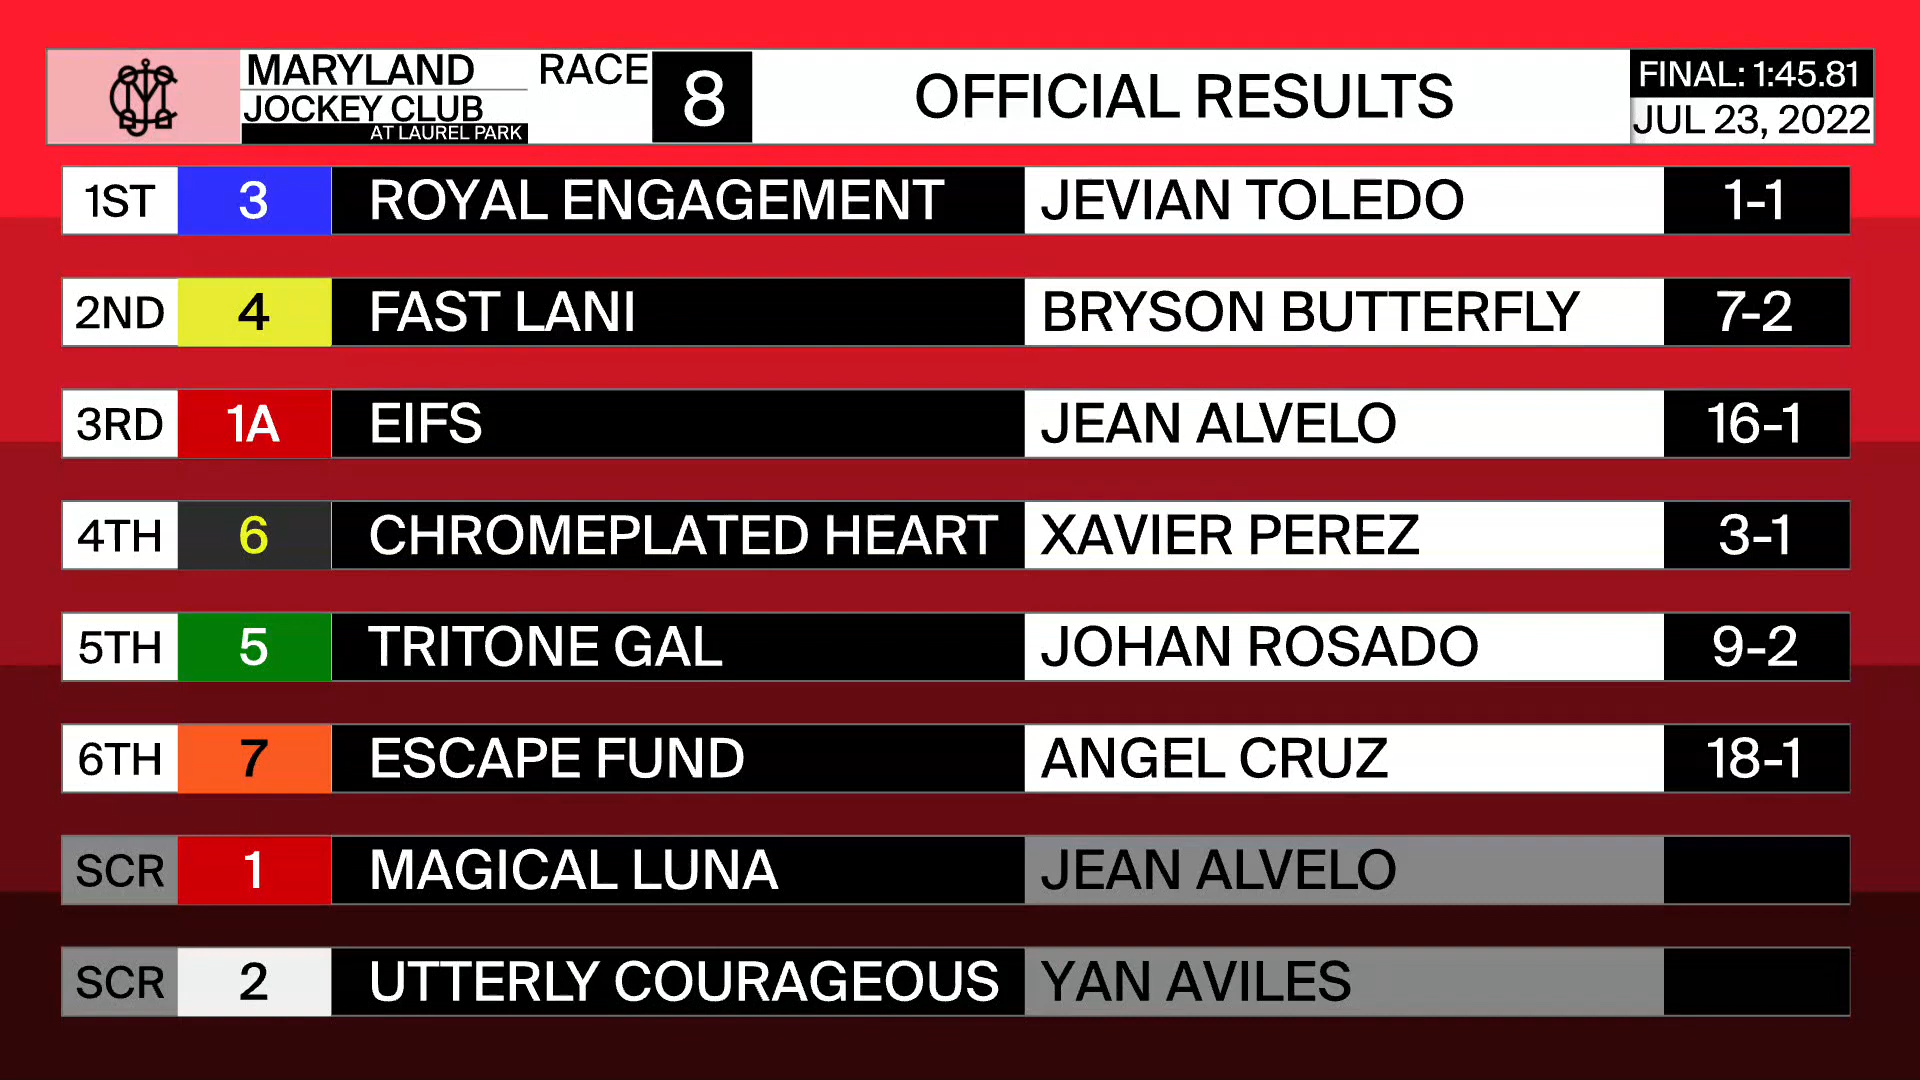 MARYLAND
JOCKEY CLUB
AT LAUREL PARK
RACE 8
OFFICIAL RESULTS
FINAL: 1:45.81
JUL 23, 2022
1ST 3 ROYAL ENGAGEMENT JEVIAN TOLEDO 1-1
2ND 4 FAST LANI BRYSON BUTTERFLY 7-2
3RD 1A EIFS JEAN ALVELO 16-1
4TH 6 CHROMEPLATED HEART XAVIER PEREZ 3-1
5TH 5 TRITONE GAL JOHAN ROSADO 9-2
6TH 7 ESCAPE FUND ANGEL CRUZ 18-1
SCR 1 MAGICAL LUNA JEAN ALVELO
SCR 2 UTTERLY COURAGEOUS YAN AVILES